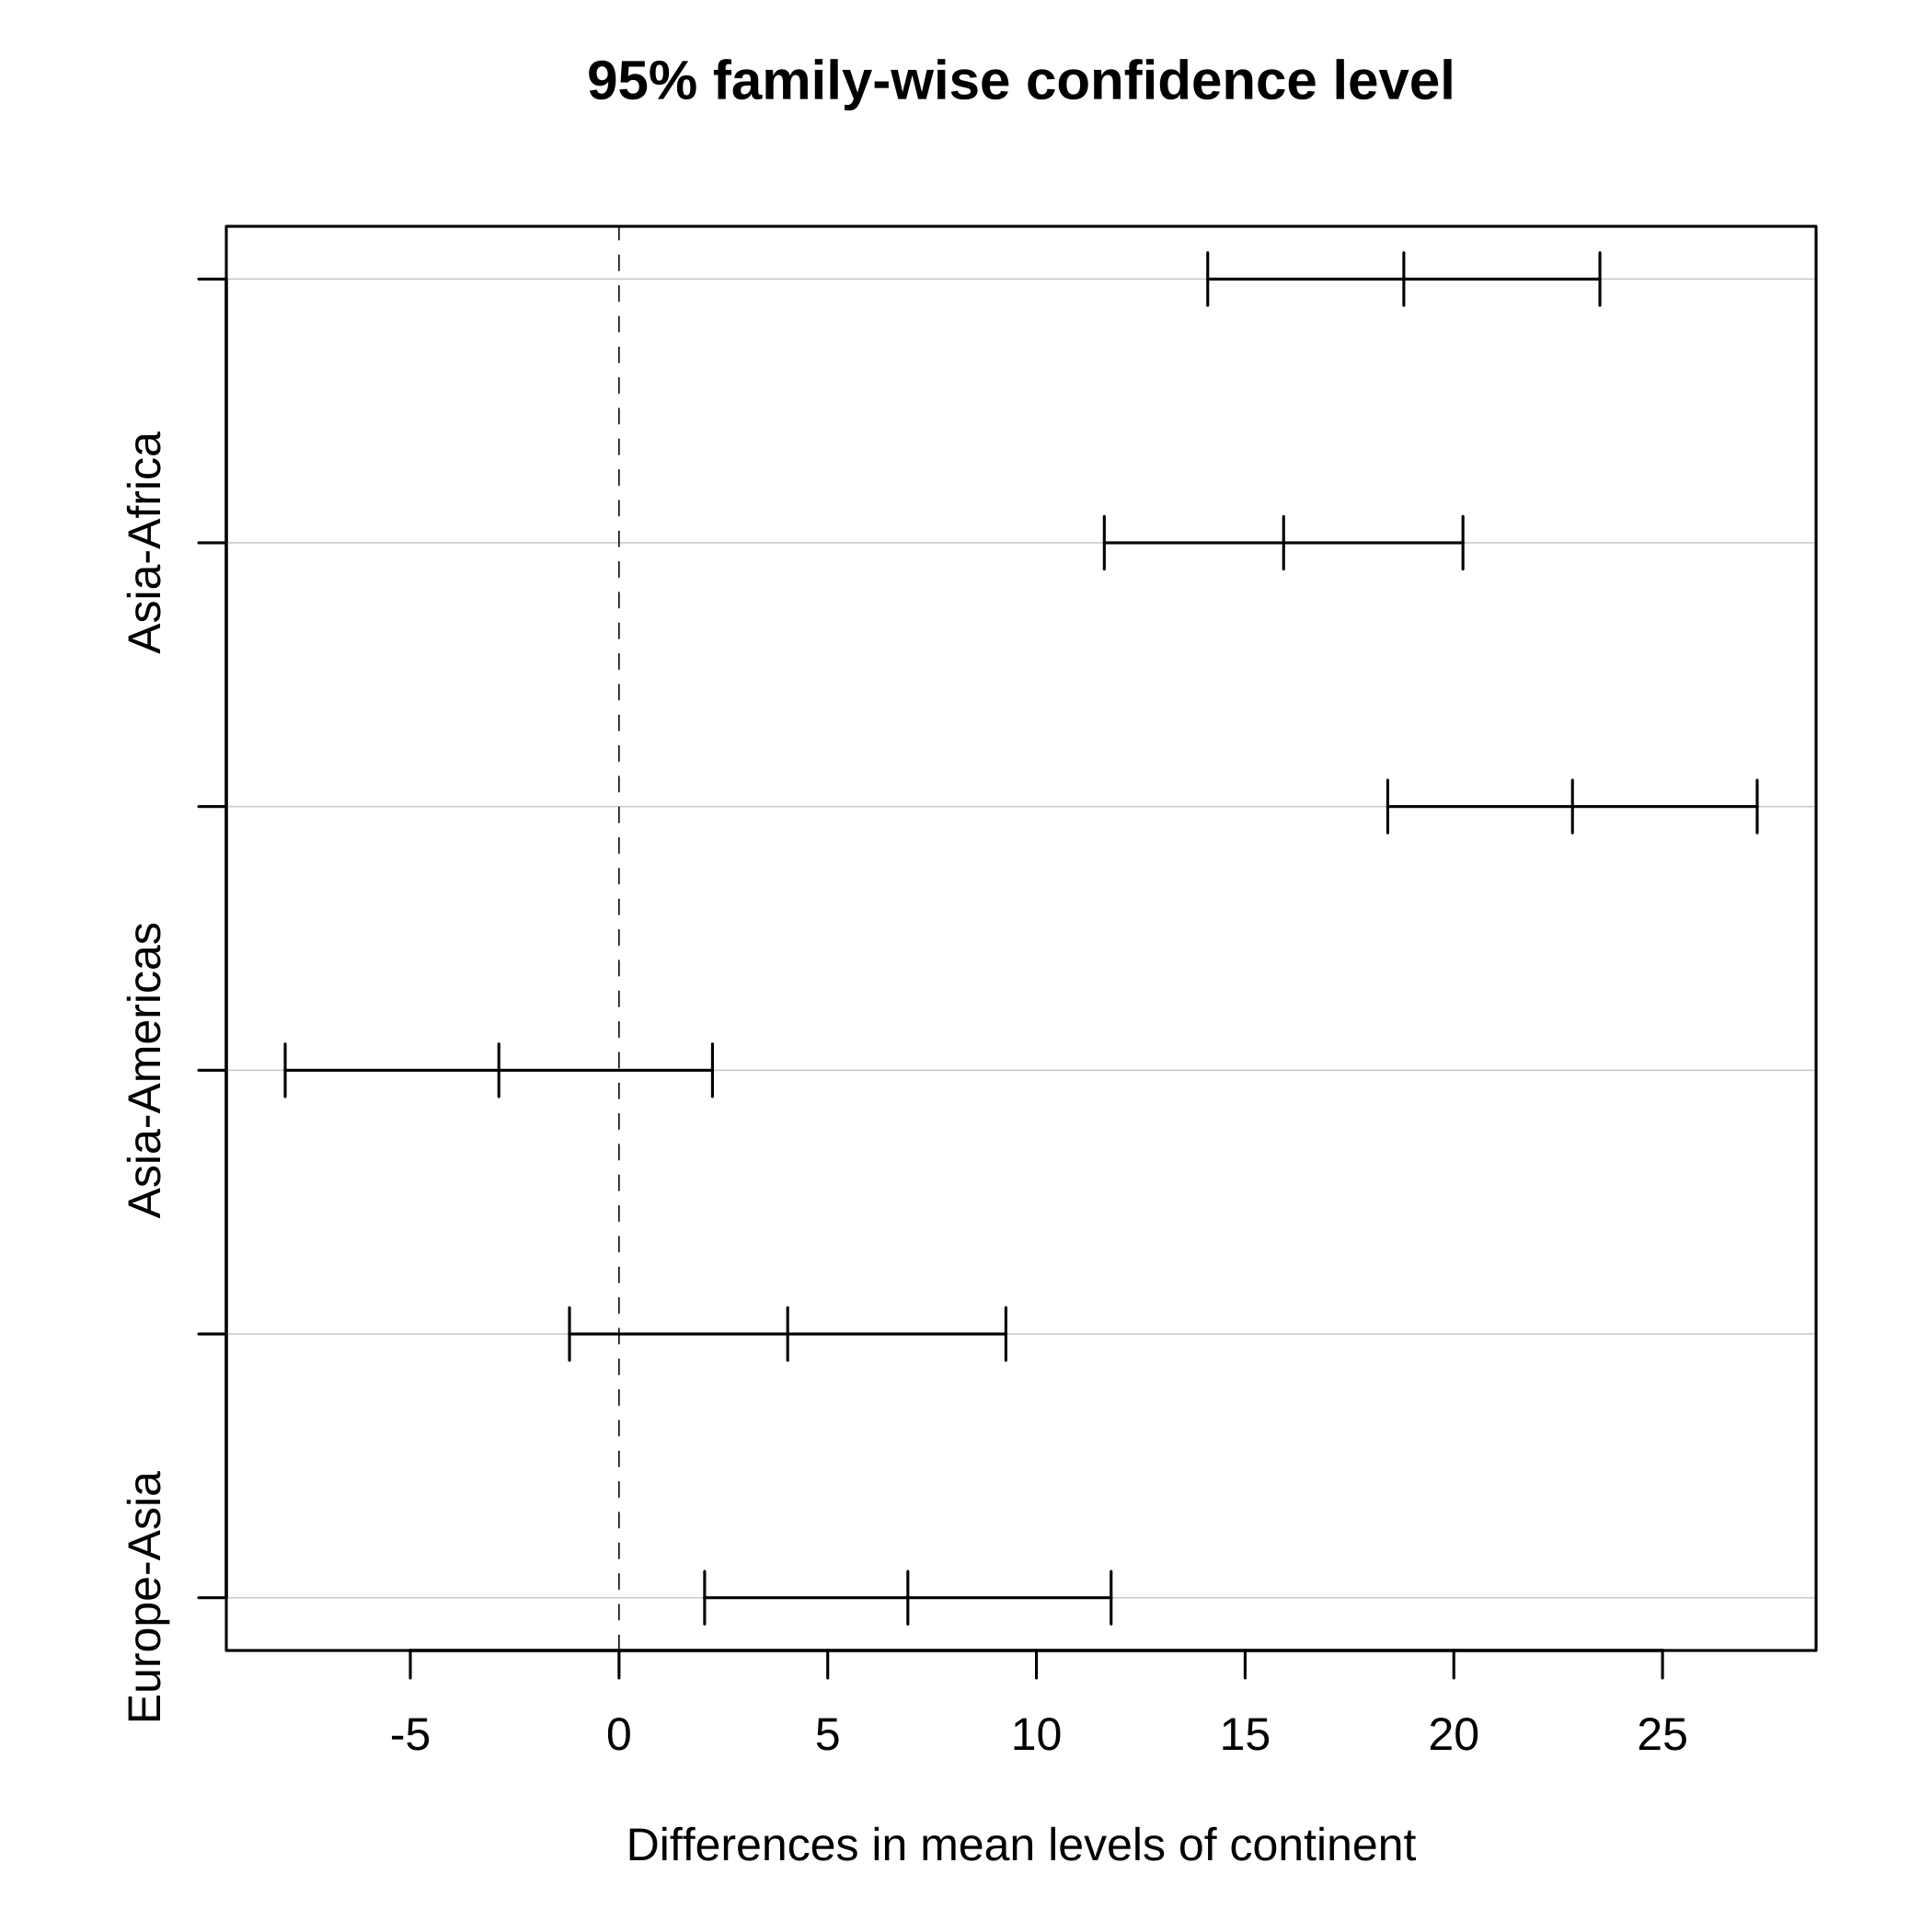 95% family-wise confidence level
Asia-Africa
Asia-Americas
Europe-Asia
-5 0 5 10 15 20 25
Differences in mean levels of continent